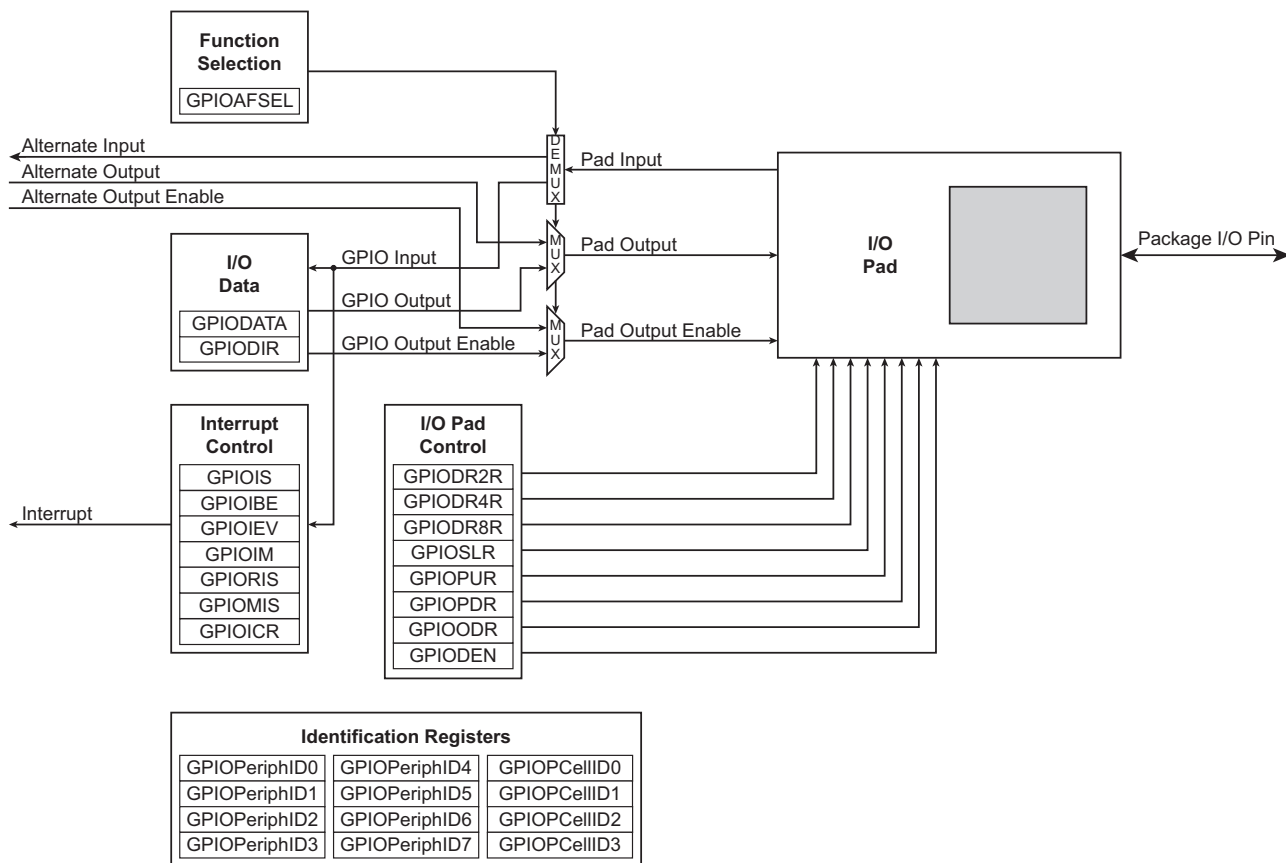 Function
Selection
GPIOAFSEL
Alternate Input
Alternate Output
Alternate Output Enable
DEMUX
Pad Input
MUX
Pad Output
MUX
Pad Output Enable
I/O
Pad
Package I/O Pin
I/O
Data
GPIODATA
GPIODIR
GPIO Input
GPIO Output
GPIO Output Enable
Interrupt
Control
GPIOIS
GPIOIBE
GPIOIEV
GPIOIM
GPIORIS
GPIOMIS
GPIOICR
Interrupt
I/O Pad
Control
GPIODR2R
GPIODR4R
GPIODR8R
GPIOSLR
GPIOPUR
GPIOPDR
GPIOODR
GPIODEN
Identification Registers
GPIOPeriphID0 GPIOPeriphID4 GPIOPCellID0
GPIOPeriphID1 GPIOPeriphID5 GPIOPCellID1
GPIOPeriphID2 GPIOPeriphID6 GPIOPCellID2
GPIOPeriphID3 GPIOPeriphID7 GPIOPCellID3